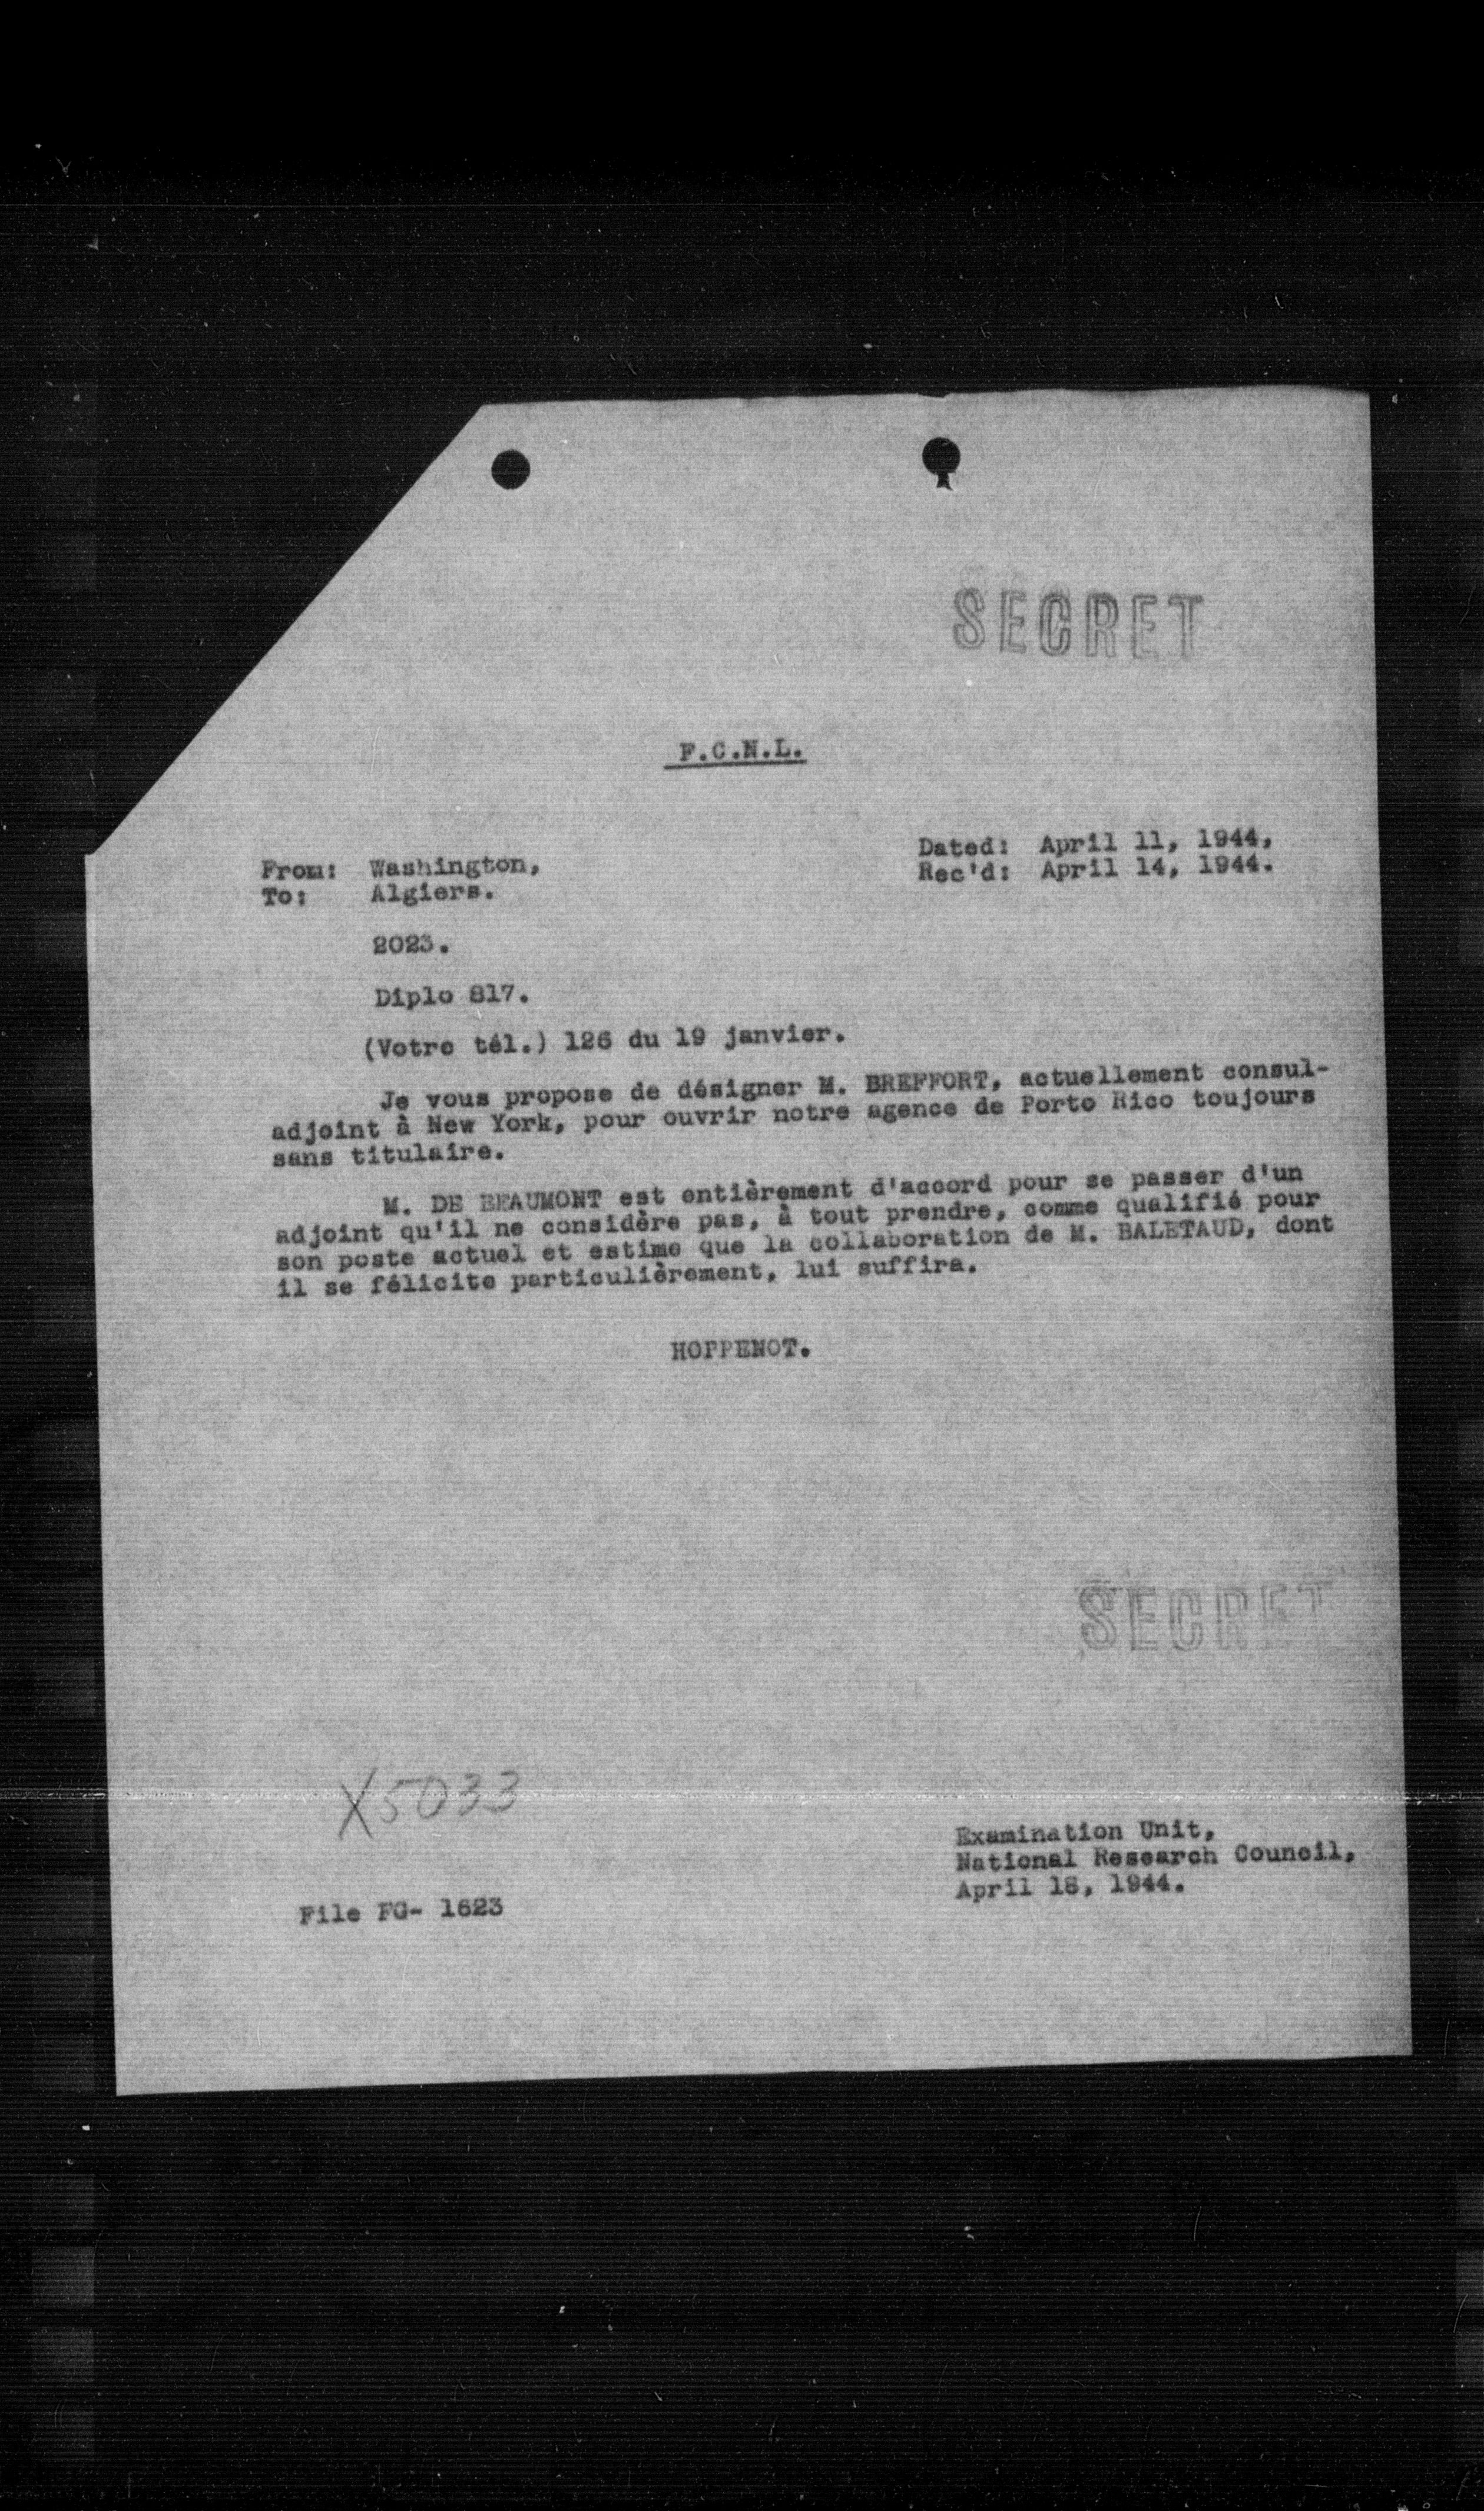 SECRET
F.C.N.L.
From: Washington,
To: Algiers.
Dated: April 11, 1944,
Rec'd: April 14, 1944.
2023.
Diplo 817.
(Votre tél.) 126 du 19 janvier.
Je vous propose de désigner M. BREFFORT, actuellement consul-
adjoint à New York, pour ouvrir notre agence de Porto Rico toujours
sans titulaire.
M. DE BEAUMONT est entièrement d'accord pour se passer d'un
adjoint qu'il ne considère pas, à tout prendre, comme qualifié pour
son poste actuel et estime que la collaboration de M. BALETAUD, dont
il se félicite particulièrement, lui suffira.
HOPPENOT.
SECRET
X5033
Examination Unit,
National Research Council,
April 18, 1944.
File FG- 1623